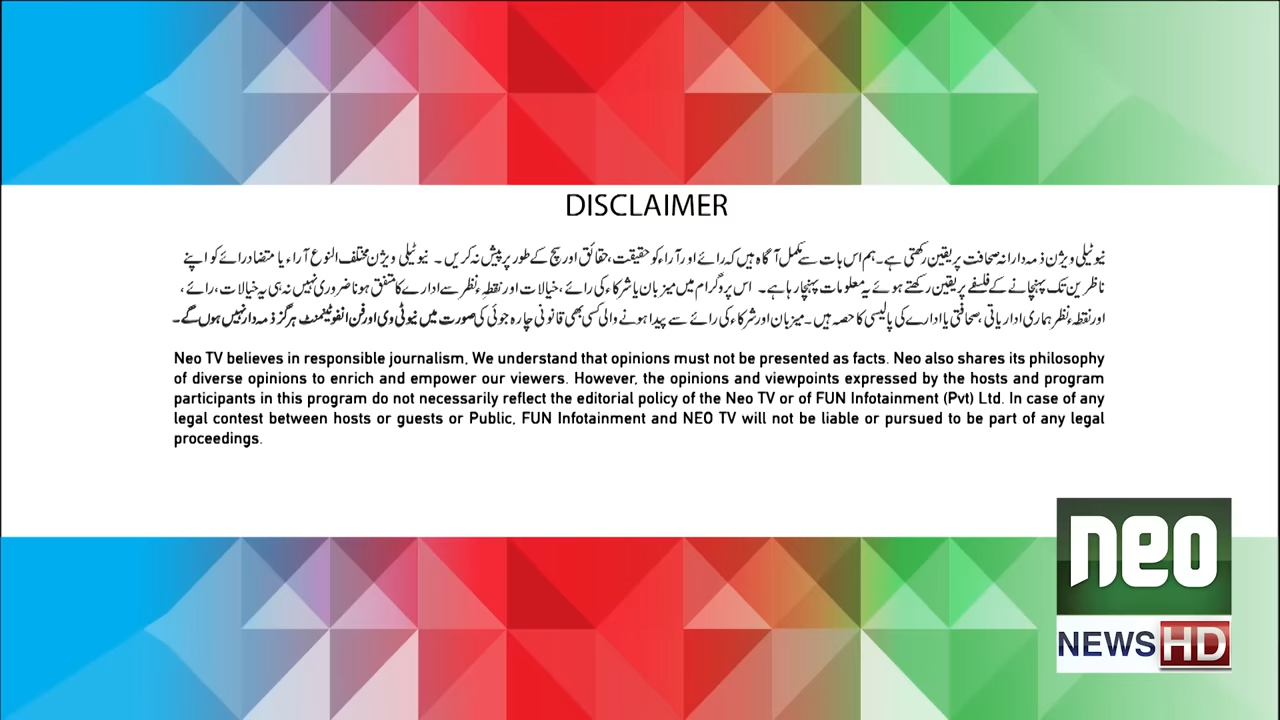 DISCLAIMER
نیو ٹیلی ویژن ذمہ دارانہ صحافت پر یقین رکھتی ہے۔ ہم اس بات سے مکمل آگاہ ہیں کہ رائے اور آراء کو حقیقت، حقائق اور سچ کے طور پر پیش نہ کریں ۔ نیو ٹیلی ویژن مختلف النوع آراء یا متضاد رائے کو اپنے
ناظرین تک پہنچانے کے فلسفے پر یقین رکھتے ہوئے یہ معلومات پہنچا رہا ہے۔ اس پروگرام میں میزبان یا شرکاء کی رائے، خیالات اور نقطہء نظر سے ادارے کا متفق ہونا ضروری نہیں نہ ہی یہ خیالات، رائے،
اور نقطہء نظر ہماری ادارتی، صحافتی یا ادارے کی پالیسی کا حصہ ہیں۔ میزبان اور شرکاء کی رائے سے پیدا ہونے والی کسی بھی قانونی چارہ جوئی کی صورت میں نیو ٹی وی اور فن انفوٹینمنٹ ہرگز ذمہ دار نہیں ہوں گے۔
Neo TV believes in responsible journalism, We understand that opinions must not be presented as facts. Neo also shares its philosophy
of diverse opinions to enrich and empower our viewers. However, the opinions and viewpoints expressed by the hosts and program
participants in this program do not necessarily reflect the editorial policy of the Neo TV or of FUN Infotainment (Pvt) Ltd. In case of any
legal contest between hosts or guests or Public, FUN Infotainment and NEO TV will not be liable or pursued to be part of any legal
proceedings.
neo
NEWS HD